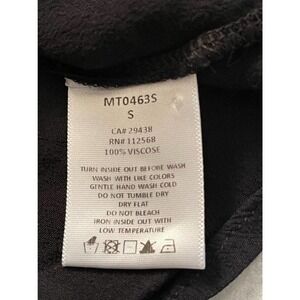 MT0463S
S
CA# 29438
RN# 112568
100% VISCOSE
TURN INSIDE OUT BEFORE WASH
WASH WITH LIKE COLORS
GENTLE HAND WASH COLD
DO NOT TUMBLE DRY
DRY FLAT
DO NOT BLEACH
IRON INSIDE OUT WITH
LOW TEMPERATURE